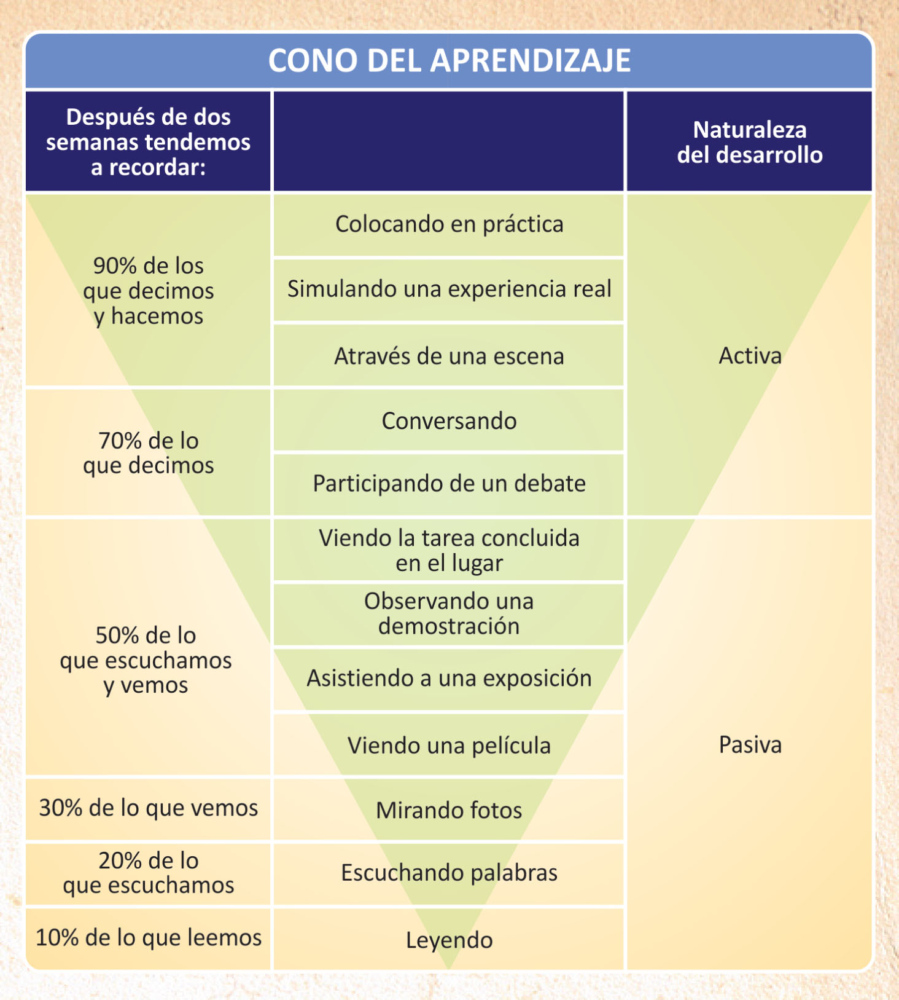 CONO DEL APRENDIZAJE
Después de dos
semanas tendemos
a recordar:
Naturaleza
del desarrollo
90% de los
que decimos
y hacemos
Colocando en práctica
Simulando una experiencia real
Através de una escena
Activa
70% de lo
que decimos
Conversando
Participando de un debate
50% de lo
que escuchamos
y vemos
Viendo la tarea concluida
en el lugar
Observando una
demostración
Asistiendo a una exposición
Viendo una película
Pasiva
30% de lo que vemos
Mirando fotos
20% de lo
que escuchamos
Escuchando palabras
10% de lo que leemos
Leyendo